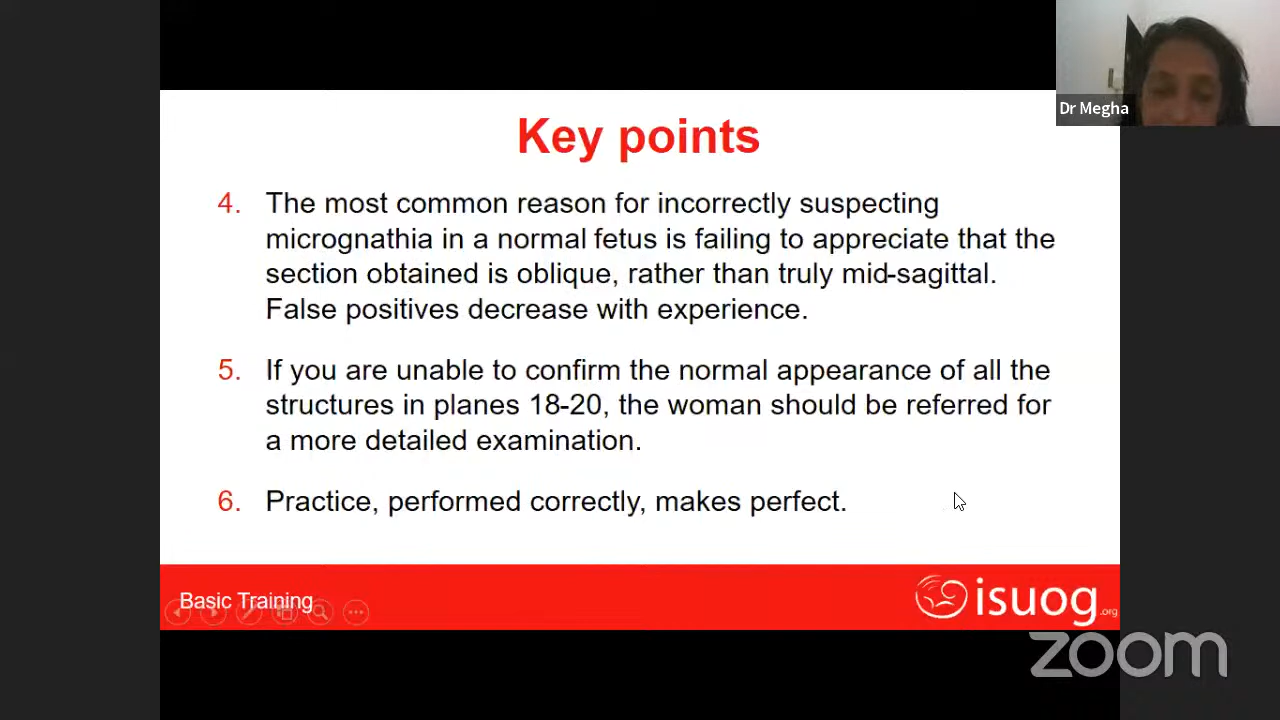 Dr Megha
Key points
4. The most common reason for incorrectly suspecting
micrognathia in a normal fetus is failing to appreciate that the
section obtained is oblique, rather than truly mid-sagittal.
False positives decrease with experience.
5. If you are unable to confirm the normal appearance of all the
structures in planes 18-20, the woman should be referred for
a more detailed examination.
6. Practice, performed correctly, makes perfect.
Basic Training
isuog.org
zoom